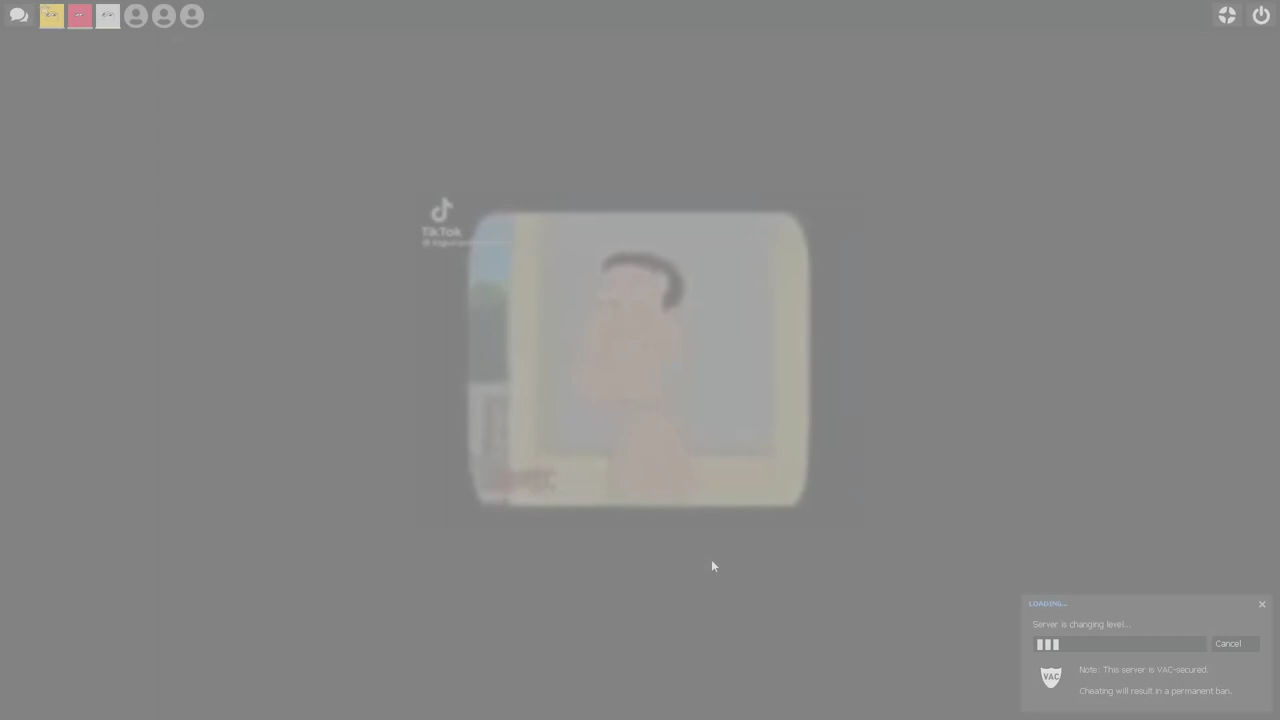 TikTok
LOADING...
Server is changing level...
Cancel
VAC
Note: This server is VAC-secured.
Cheating will result in a permanent ban.